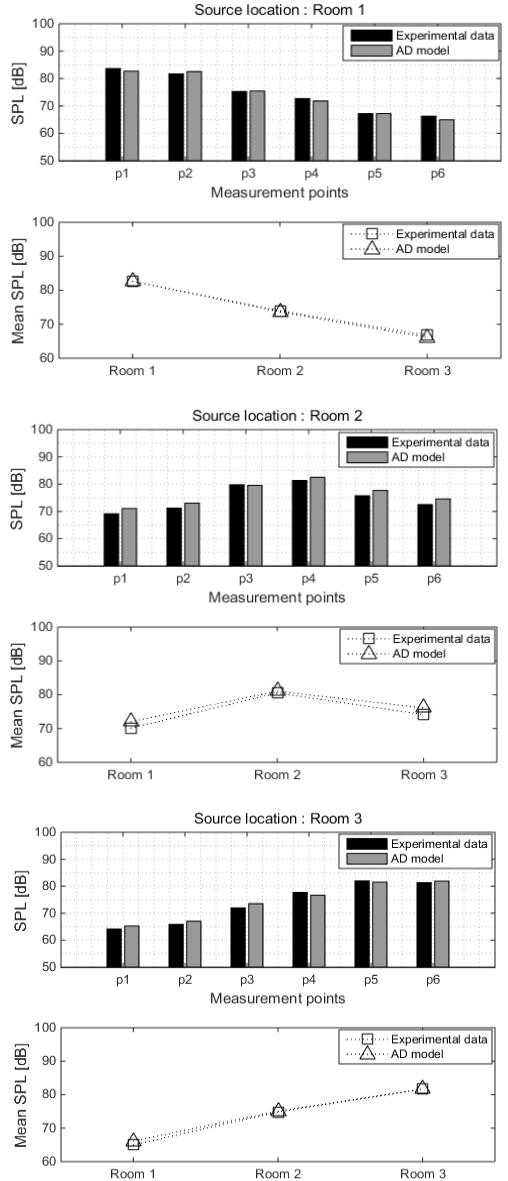 Source location : Room 1
100
90
80
70
60
50
SPL [dB]
Experimental data
AD model
p1 p2 p3 p4 p5 p6
Measurement points
100
90
80
70
60
Mean SPL [dB]
Experimental data
AD model
Room 1 Room 2 Room 3
Source location : Room 2
100
90
80
70
60
50
SPL [dB]
Experimental data
AD model
p1 p2 p3 p4 p5 p6
Measurement points
100
90
80
70
60
Mean SPL [dB]
Experimental data
AD model
Room 1 Room 2 Room 3
Source location : Room 3
100
90
80
70
60
50
SPL [dB]
Experimental data
AD model
p1 p2 p3 p4 p5 p6
Measurement points
100
90
80
70
60
Mean SPL [dB]
Experimental data
AD model
Room 1 Room 2 Room 3